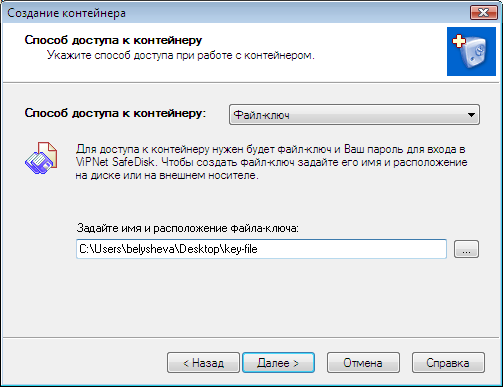 Создание контейнера
Способ доступа к контейнеру
Укажите способ доступа при работе с контейнером.
Способ доступа к контейнеру: Файл-ключ
Для доступа к контейнеру нужен будет файл-ключ и Ваш пароль для входа в
ViPNet SafeDisk. Чтобы создать файл-ключ задайте его имя и расположение
на диске или на внешнем носителе.
Задайте имя и расположение файла-ключа:
C:\Users\belysheva\Desktop\key-file ...
< Назад Далее > Отмена Справка